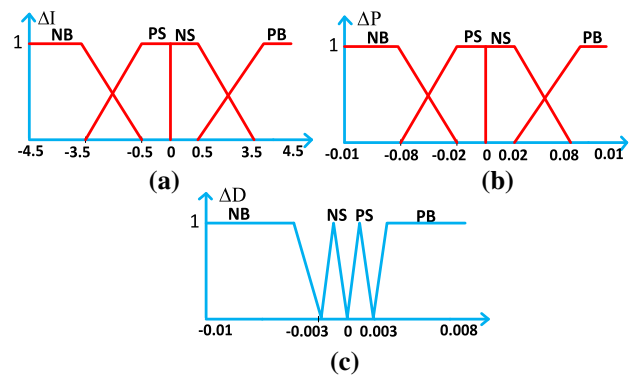 ΔI
1
NB PS NS PB
-4.5 -3.5 -0.5 0 0.5 3.5 4.5
(a)
ΔP
1
NB PS NS PB
-0.01 -0.08 -0.02 0 0.02 0.08 0.01
(b)
ΔD
1
NB NS PS PB
-0.01 -0.003 0 0.003 0.008
(c)